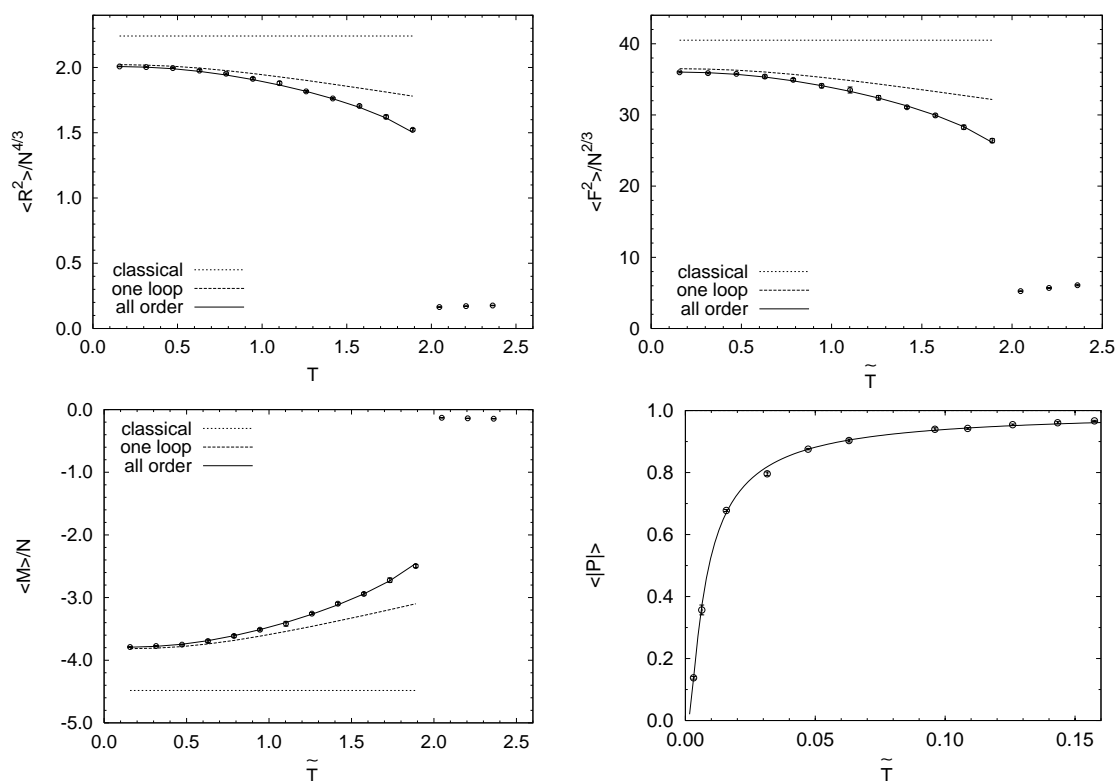 <R²>/N⁴ᐟ³
2.0
1.5
1.0
0.5
0.0
classical
one loop
all order
0.0 0.5 1.0 1.5 2.0 2.5
T
<F²>/N²ᐟ³
40
30
20
10
0
classical
one loop
all order
0.0 0.5 1.0 1.5 2.0 2.5
T̃
<M>/N
0.0
-1.0
-2.0
-3.0
-4.0
-5.0
classical
one loop
all order
0.0 0.5 1.0 1.5 2.0 2.5
T̃
<|P|>
1.0
0.8
0.6
0.4
0.2
0.0
0.00 0.05 0.10 0.15
T̃